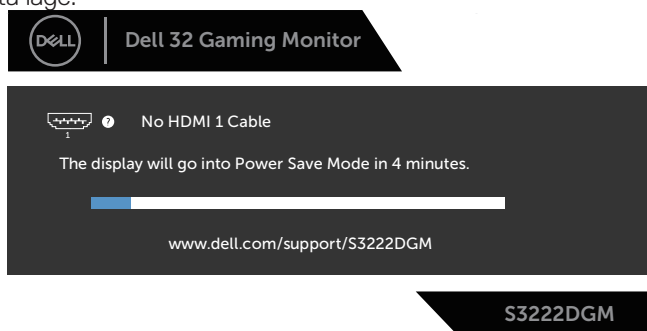 DELL
Dell 32 Gaming Monitor
? No HDMI 1 Cable
1
The display will go into Power Save Mode in 4 minutes.
www.dell.com/support/S3222DGM
S3222DGM